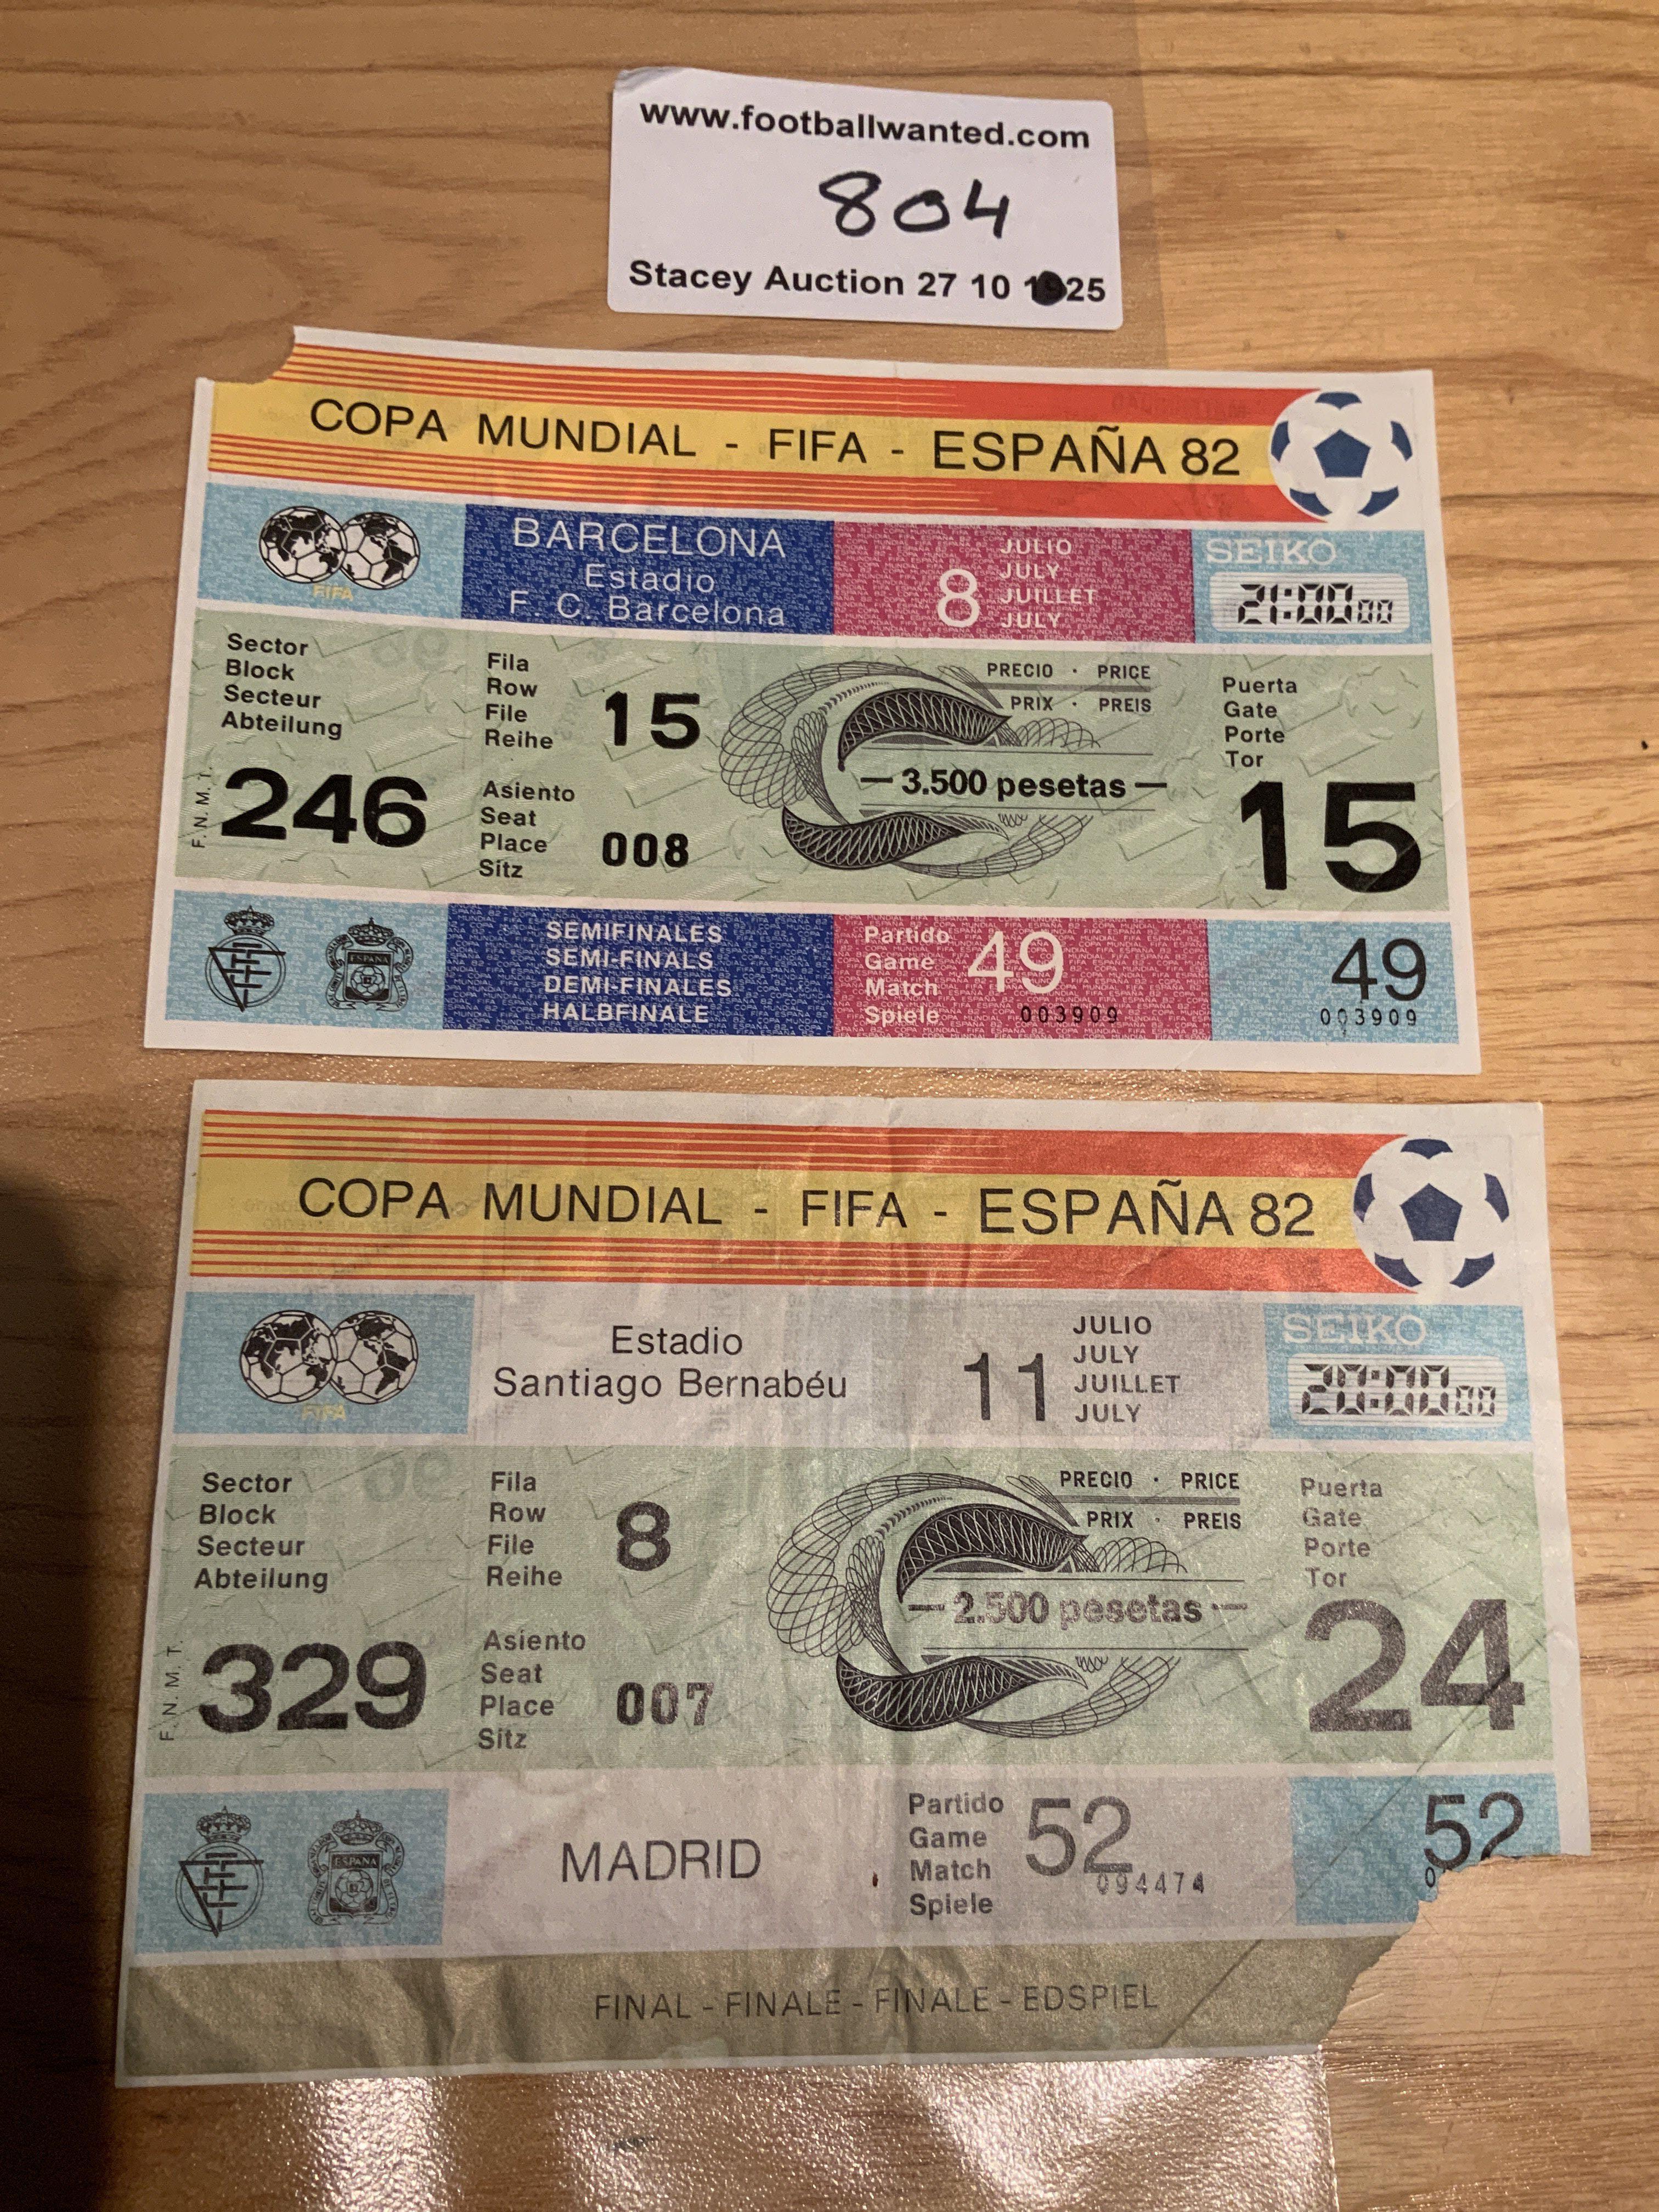 www.footballwanted.com
804
Stacey Auction 27 10 25
COPA MUNDIAL - FIFA - ESPAÑA 82
FIFA
BARCELONA
Estadio
F. C. Barcelona
8
JULIO
JULY
JUILLET
JULY
SEIKO
21:00 00
Sector
Block
Secteur
Abteilung
246
F. N. M. T.
Fila
Row
File
Reihe
15
Asiento
Seat
Place
Sitz
008
PRECIO · PRICE
PRIX · PREIS
— 3.500 pesetas —
Puerta
Gate
Porte
Tor
15
ESPAÑA
SEMIFINALES
SEMI-FINALS
DEMI-FINALES
HALBFINALE
Partido
Game
Match
Spiele
49
003909
49
003909
COPA MUNDIAL - FIFA - ESPAÑA 82
FIFA
Estadio
Santiago Bernabéu
11
JULIO
JULY
JUILLET
JULY
SEIKO
20:00 00
Sector
Block
Secteur
Abteilung
329
F. N. M. T.
Fila
Row
File
Reihe
8
Asiento
Seat
Place
Sitz
007
PRECIO · PRICE
PRIX · PREIS
— 2.500 pesetas —
Puerta
Gate
Porte
Tor
24
ESPAÑA
MADRID
Partido
Game
Match
Spiele
52
094474
52
FINAL - FINALE - FINALE - EDSPIEL